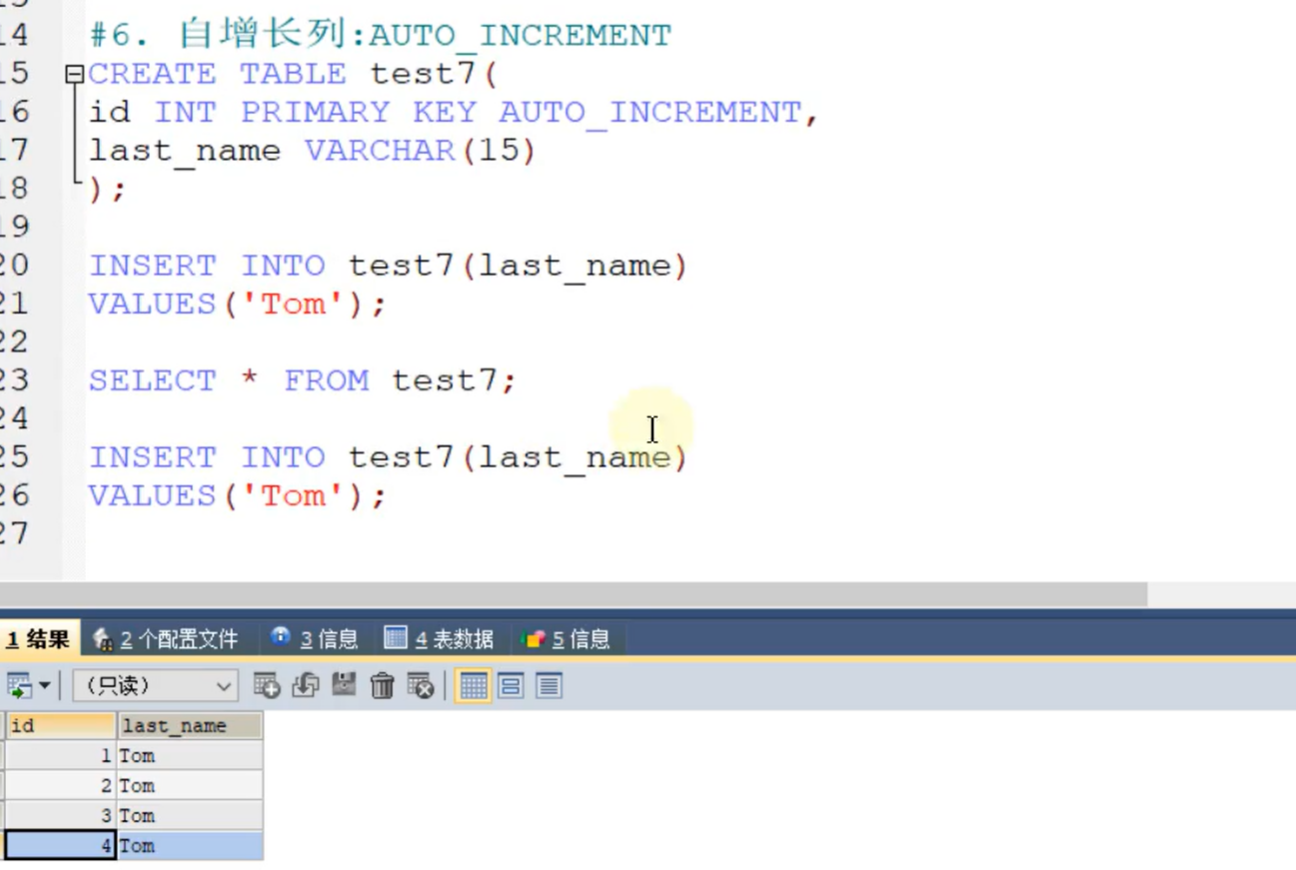 14 #6. 自增长列:AUTO_INCREMENT
15 CREATE TABLE test7(
16 id INT PRIMARY KEY AUTO_INCREMENT,
17 last_name VARCHAR(15)
18 );
19
20 INSERT INTO test7(last_name)
21 VALUES('Tom');
22
23 SELECT * FROM test7;
24
25 INSERT INTO test7(last_name)
26 VALUES('Tom');
27
1 结果 2 个配置文件 3 信息 4 表数据 5 信息
(只读)
id last_name
1 Tom
2 Tom
3 Tom
4 Tom